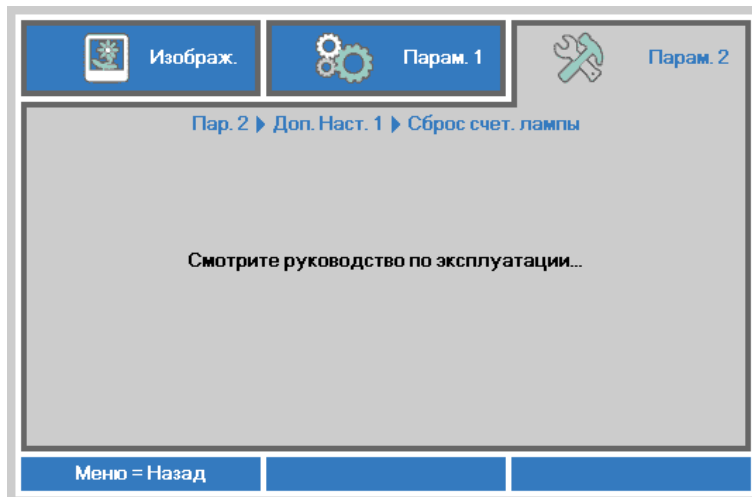 Изображ.
Парам. 1
Парам. 2
Пар. 2 ▶ Доп. Наст. 1 ▶ Сброс счет. лампы
Смотрите руководство по эксплуатации...
Меню = Назад